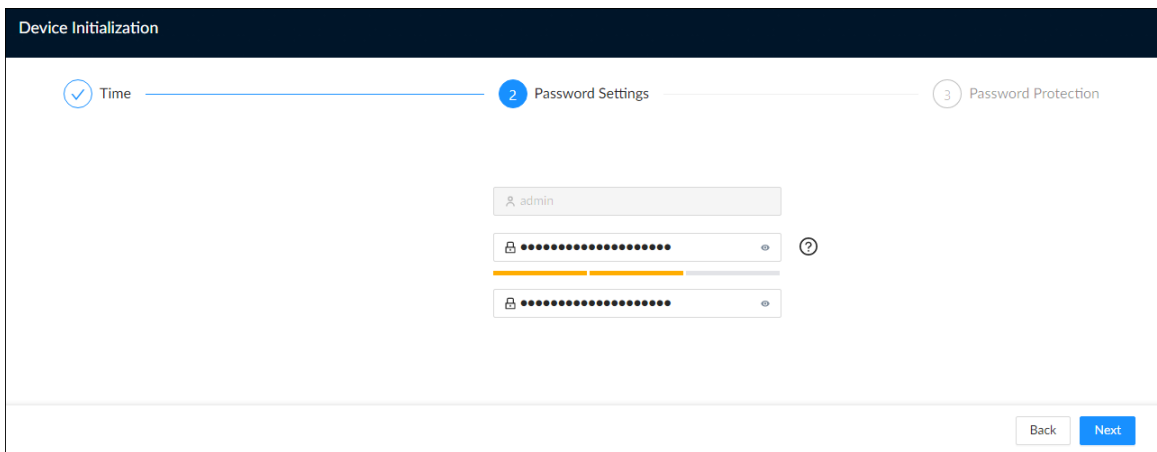 Device Initialization
Time
2 Password Settings
3 Password Protection
admin
••••••••••••••••••••
?
••••••••••••••••••••
Back Next